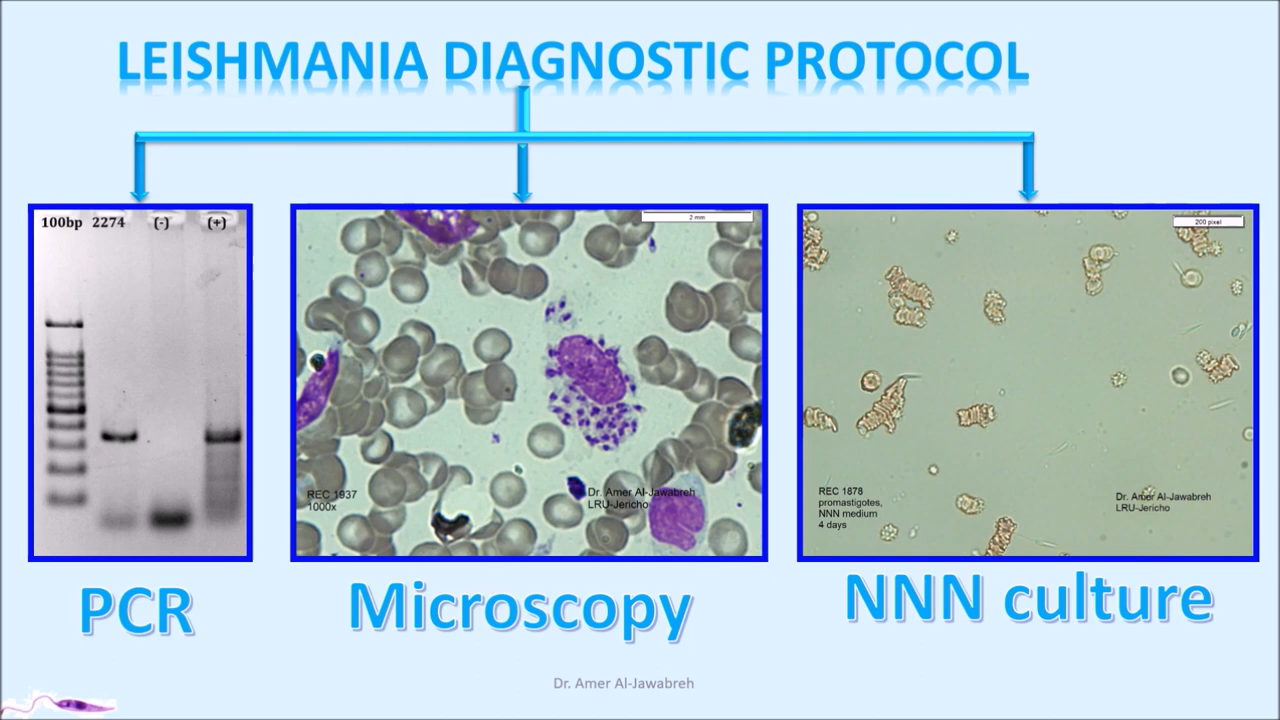 LEISHMANIA DIAGNOSTIC PROTOCOL
100bp 2274 (-) (+)
2 mm
REC 1937
1000x
Dr. Amer Al-Jawabreh
LRU-Jericho
200 pixel
REC 1878
promastigotes,
NNN medium
4 days
Dr. Amer Al-Jawabreh
LRU-Jericho
PCR
Microscopy
NNN culture
Dr. Amer Al-Jawabreh